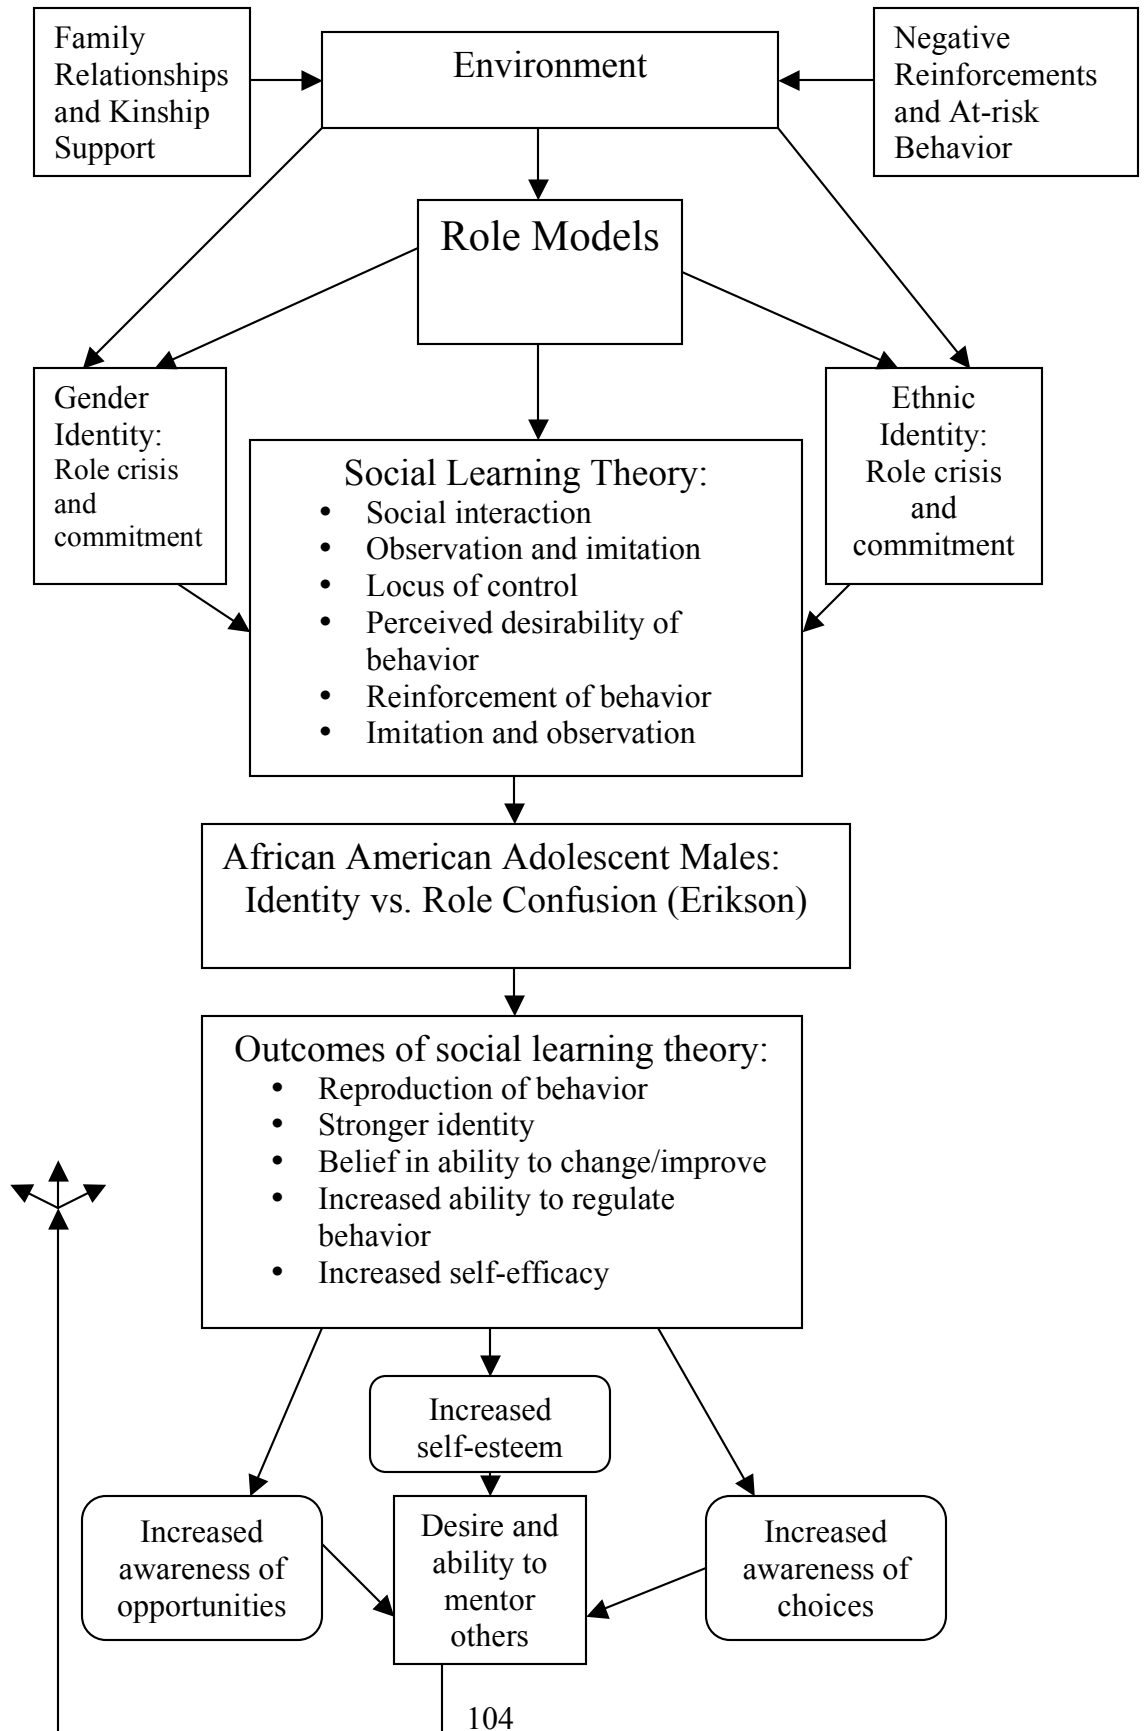 Family
Relationships
and Kinship
Support
Environment
Negative
Reinforcements
and At-risk
Behavior
Role Models
Gender
Identity:
Role crisis
and
commitment
Ethnic
Identity:
Role crisis
and
commitment
Social Learning Theory:
• Social interaction
• Observation and imitation
• Locus of control
• Perceived desirability of
behavior
• Reinforcement of behavior
• Imitation and observation
African American Adolescent Males:
Identity vs. Role Confusion (Erikson)
Outcomes of social learning theory:
• Reproduction of behavior
• Stronger identity
• Belief in ability to change/improve
• Increased ability to regulate
behavior
• Increased self-efficacy
Increased
self-esteem
Increased
awareness of
opportunities
Desire and
ability to
mentor
others
Increased
awareness of
choices
104